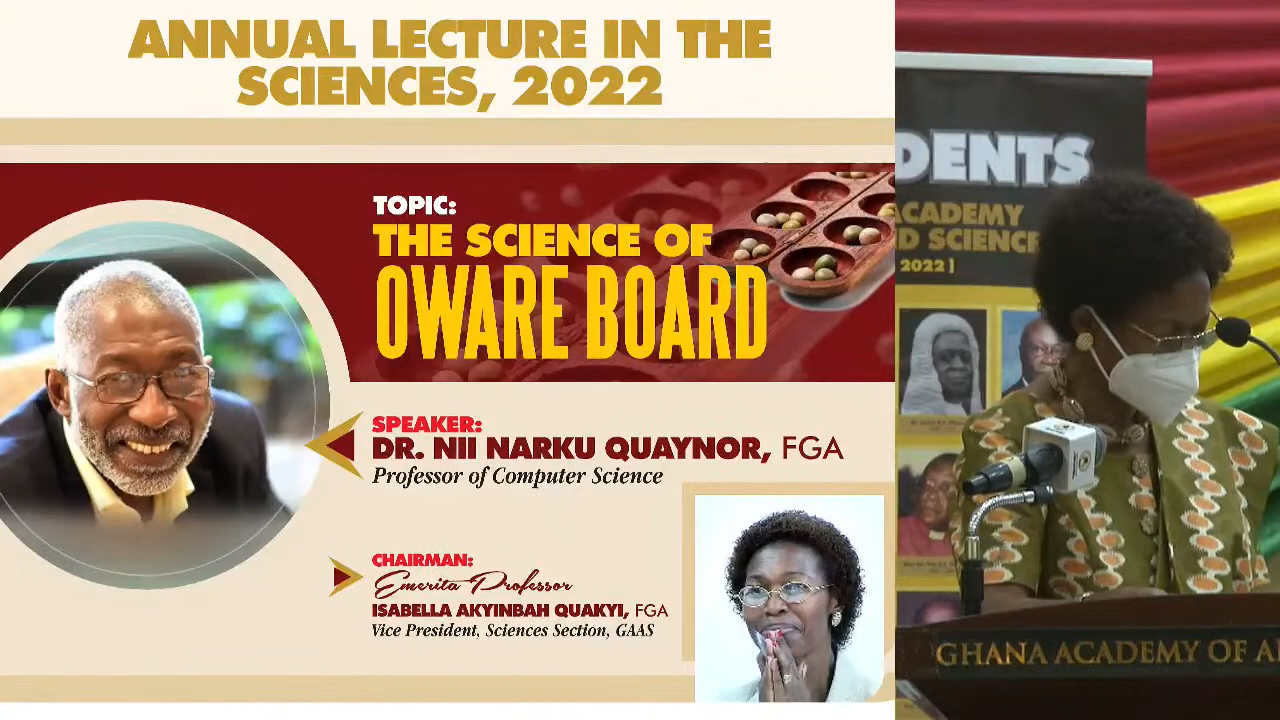 ANNUAL LECTURE IN THE
SCIENCES, 2022
TOPIC:
THE SCIENCE OF
OWARE BOARD
SPEAKER:
DR. NII NARKU QUAYNOR, FGA
Professor of Computer Science
CHAIRMAN:
Emerita Professor
ISABELLA AKYINBAH QUAKYI, FGA
Vice President, Sciences Section, GAAS
DENTS
ACADEMY
D SCIENCE
2022 ]
GHANA ACADEMY OF A